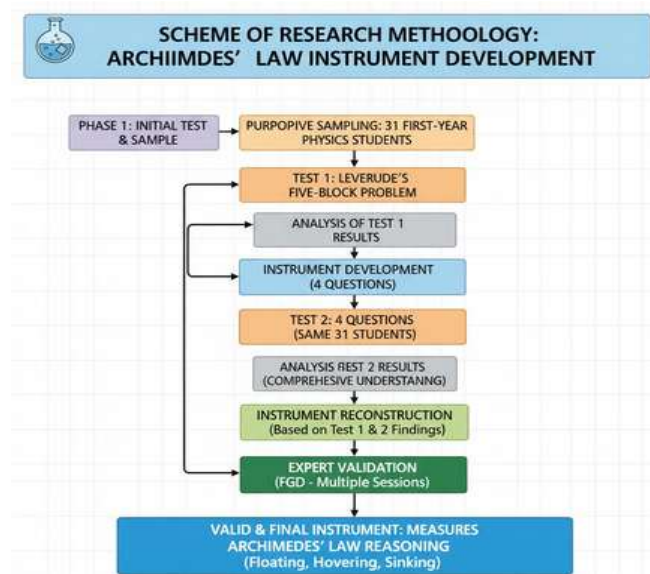 SCHEME OF RESEARCH METHOOLOGY:
ARCHIIMDES' LAW INSTRUMENT DEVELOPMENT
PHASE 1: INITIAL TEST
& SAMPLE
PURPOPIVE SAMPLING: 31 FIRST-YEAR
PHYSICS STUDENTS
TEST 1: LEVERUDE'S
FIVE-BLOCK PROBLEM
ANALYSIS OF TEST 1
RESULTS
INSTRUMENT DEVELOPMENT
(4 QUESTIONS)
TEST 2: 4 QUESTIONS
(SAME 31 STUDENTS)
ANALYSIS REST 2 RESULTS
(COMPREHESIVE UNDERSTANNG)
INSTRUMENT RECONSTRUCTION
(Based on Test 1 & 2 Findings)
EXPERT VALIDATION
(FGD - Multiple Sessions)
VALID & FINAL INSTRUMENT: MEASURES
ARCHIMEDES' LAW REASONING
(Floating, Hovering, Sinking)